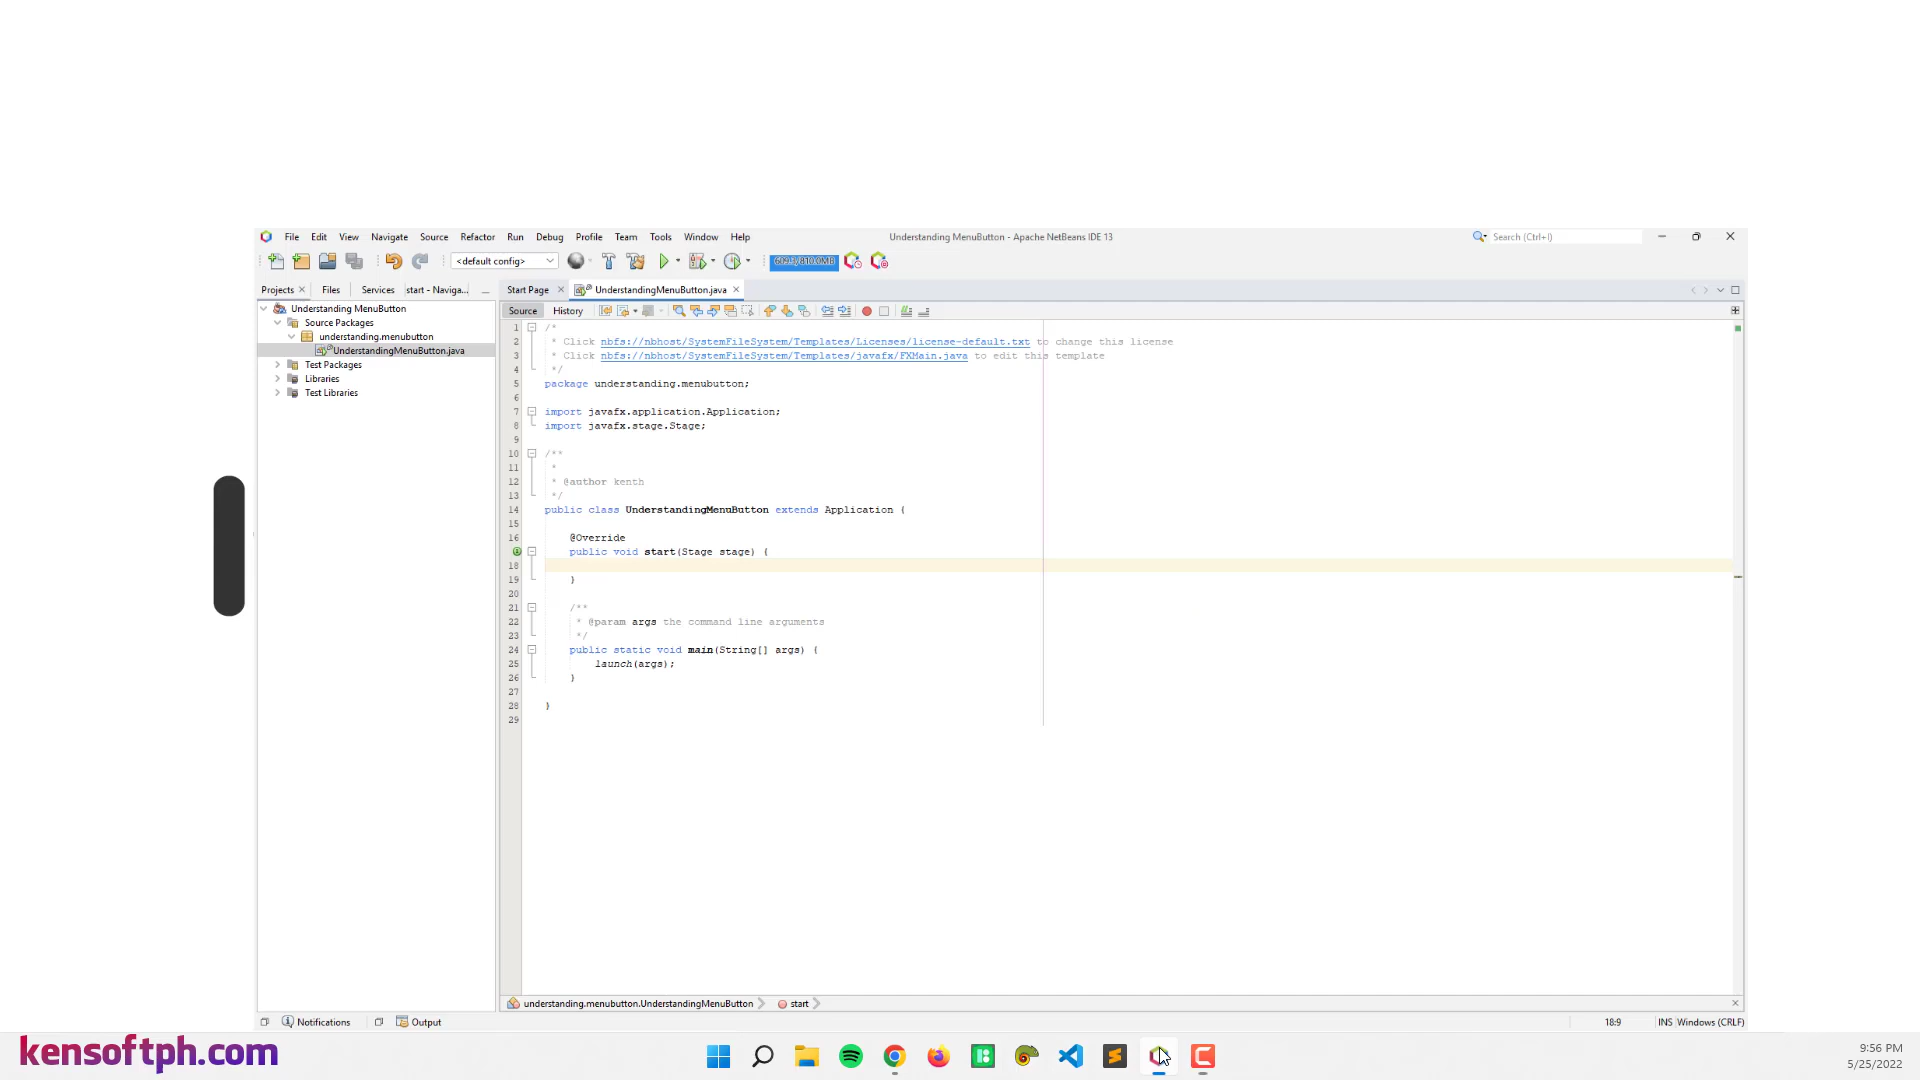 File Edit View Navigate Source Refactor Run Debug Profile Team Tools Window Help
Understanding MenuButton - Apache NetBeans IDE 13
Search (Ctrl+I)
<default config>
Projects Files Services start - Naviga...
Start Page UnderstandingMenuButton.java
Understanding MenuButton
Source Packages
understanding.menubutton
UnderstandingMenuButton.java
Test Packages
Libraries
Test Libraries
Source History
1 /*
2 * Click nbfs://nbhost/SystemFileSystem/Templates/Licenses/license-default.txt to change this license
3 * Click nbfs://nbhost/SystemFileSystem/Templates/javafx/FXMain.java to edit this template
4 */
5 package understanding.menubutton;
6
7 import javafx.application.Application;
8 import javafx.stage.Stage;
9
10 /**
11 *
12 * @author kenth
13 */
14 public class UnderstandingMenuButton extends Application {
15
16 @Override
public void start(Stage stage) {
18
19 }
20
21 /**
22 * @param args the command line arguments
23 */
24 public static void main(String[] args) {
25 launch(args);
26 }
27
28 }
29
understanding.menubutton.UnderstandingMenuButton start
Notifications Output
18:9 INS Windows (CRLF)
kensoftph.com
9:56 PM
5/25/2022